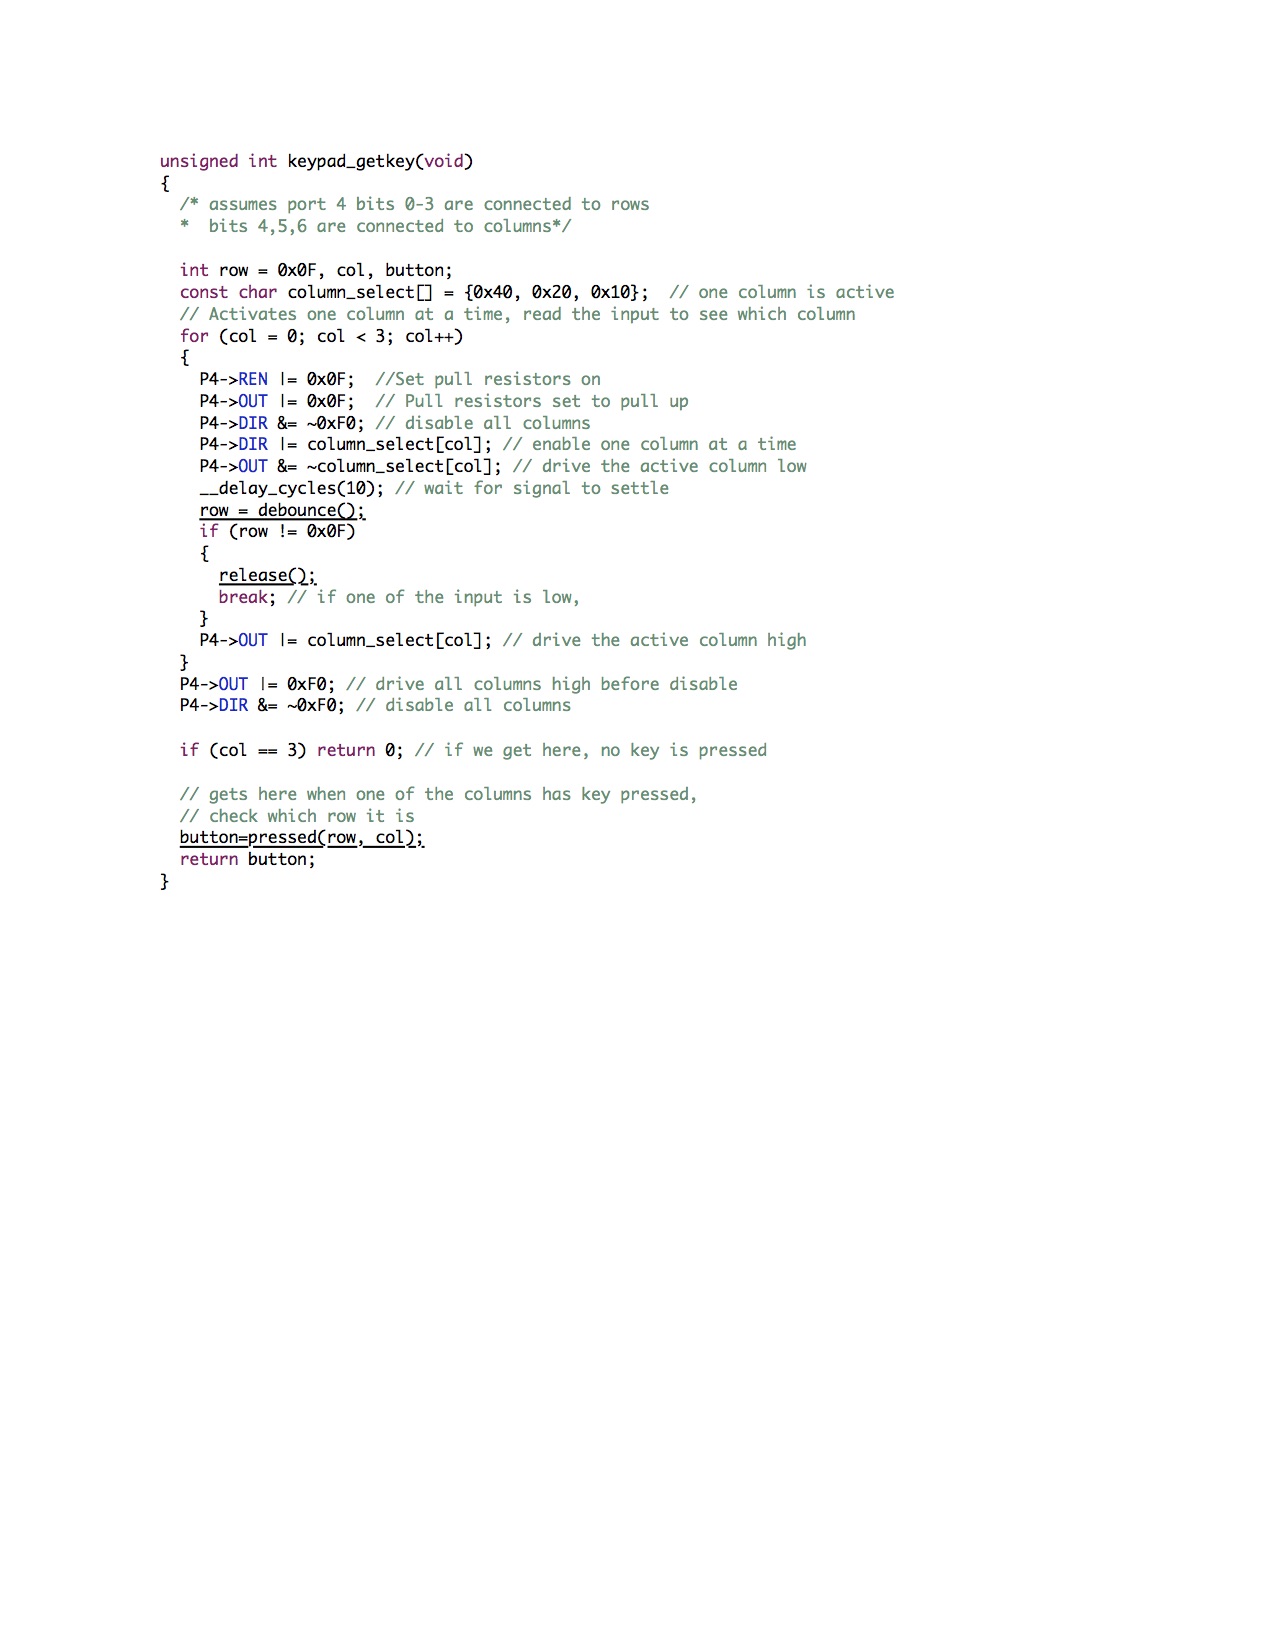 unsigned int keypad_getkey(void)
{
/* assumes port 4 bits 0-3 are connected to rows
*  bits 4,5,6 are connected to columns*/
int row = 0x0F, col, button;
const char column_select[] = {0x40, 0x20, 0x10};  // one column is active
// Activates one column at a time, read the input to see which column
for (col = 0; col < 3; col++)
{
P4->REN |= 0x0F;  //Set pull resistors on
P4->OUT |= 0x0F;  // Pull resistors set to pull up
P4->DIR &= ~0xF0; // disable all columns
P4->DIR |= column_select[col]; // enable one column at a time
P4->OUT &= ~column_select[col]; // drive the active column low
__delay_cycles(10); // wait for signal to settle
row = debounce();
if (row != 0x0F)
{
release();
break; // if one of the input is low,
}
P4->OUT |= column_select[col]; // drive the active column high
}
P4->OUT |= 0xF0; // drive all columns high before disable
P4->DIR &= ~0xF0; // disable all columns
if (col == 3) return 0; // if we get here, no key is pressed
// gets here when one of the columns has key pressed,
// check which row it is
button=pressed(row, col);
return button;
}